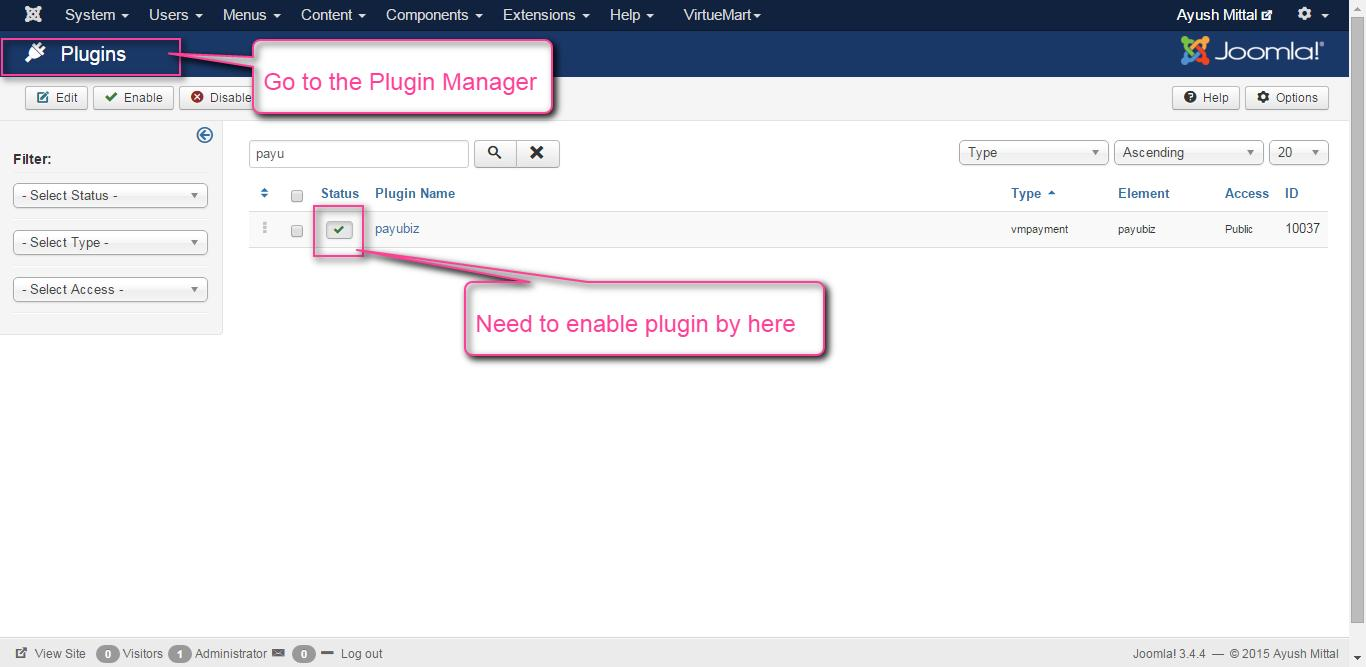 System Users Menus Content Components Extensions Help VirtueMart Ayush Mittal
Plugins Joomla!®
Go to the Plugin Manager
Edit Enable Disable Help Options
Filter:
payu Type Ascending 20
- Select Status -
Status Plugin Name Type Element Access ID
payubiz vmpayment payubiz Public 10037
- Select Type -
- Select Access -
Need to enable plugin by here
View Site 0 Visitors 1 Administrator 0 Log out Joomla! 3.4.4 — © 2015 Ayush Mittal